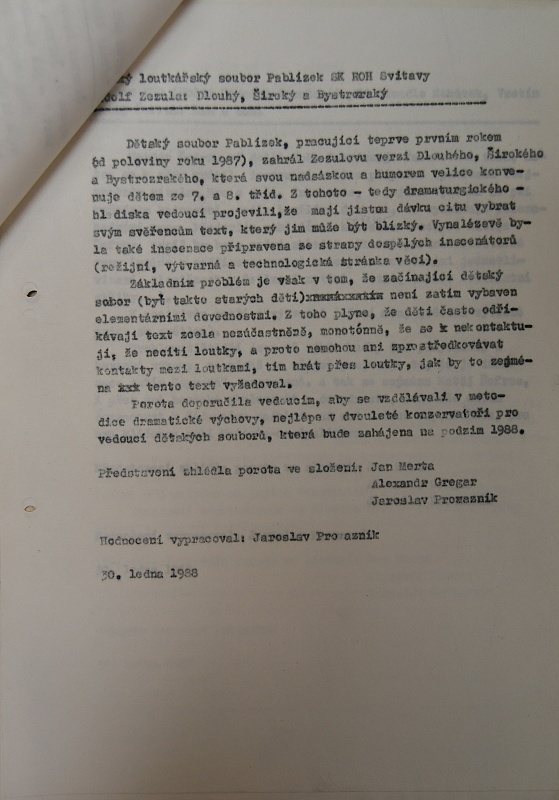 ký loutkářský soubor Pablízek SK ROH Svitavy
dolf Zezula: Dlouhý, Široký a Bystrozraký
Dětský soubor Pablízek, pracující teprve prvním rokem
(od poloviny roku 1987), zahrál Zezulovu verzi Dlouhého, Širokého
a Bystrozrakého, která svou nadsázkou a humorem velice konve-
nuje dětem ze 7. a 8. tříd. Z tohoto - tedy dramaturgického -
hlediska vedoucí projevili,že mají jistou dávku citu vybrat
svým svěřencům text, který jim může být blízký. Vynalézavě by-
la také inscenace připravena ze strany dospělých inscenátorů
(režijní, výtvarná a technologická stránka věci).
Základním problém je však v tom, že začínající dětský
soubor (byť takto starých dětí) není zatím vybaven
elementárními dovednostmi. Z toho plyne, že děti často odří-
kávají text zcela nezúčastněně, monotónně, že se k nekontaktu-
jí, že necítí loutky, a proto nemohou ani zprostředkovávat
kontakty mezi loutkami, tím hrát přes loutky, jak by to zejmé-
na xxx tento text vyžadoval.
Porota doporučila vedoucím, aby se vzdělávali v meto-
dice dramatické výchovy, nejlépe v dvouleté konzervatoři pro
vedoucí dětských souborů, která bude zahájena na podzim 1988.
Představení zhlédla porota ve složení: Jan Merta
Alexandr Gregar
Jaroslav Provazník
Hodnocení vypracoval: Jaroslav Provazník
30. ledna 1988